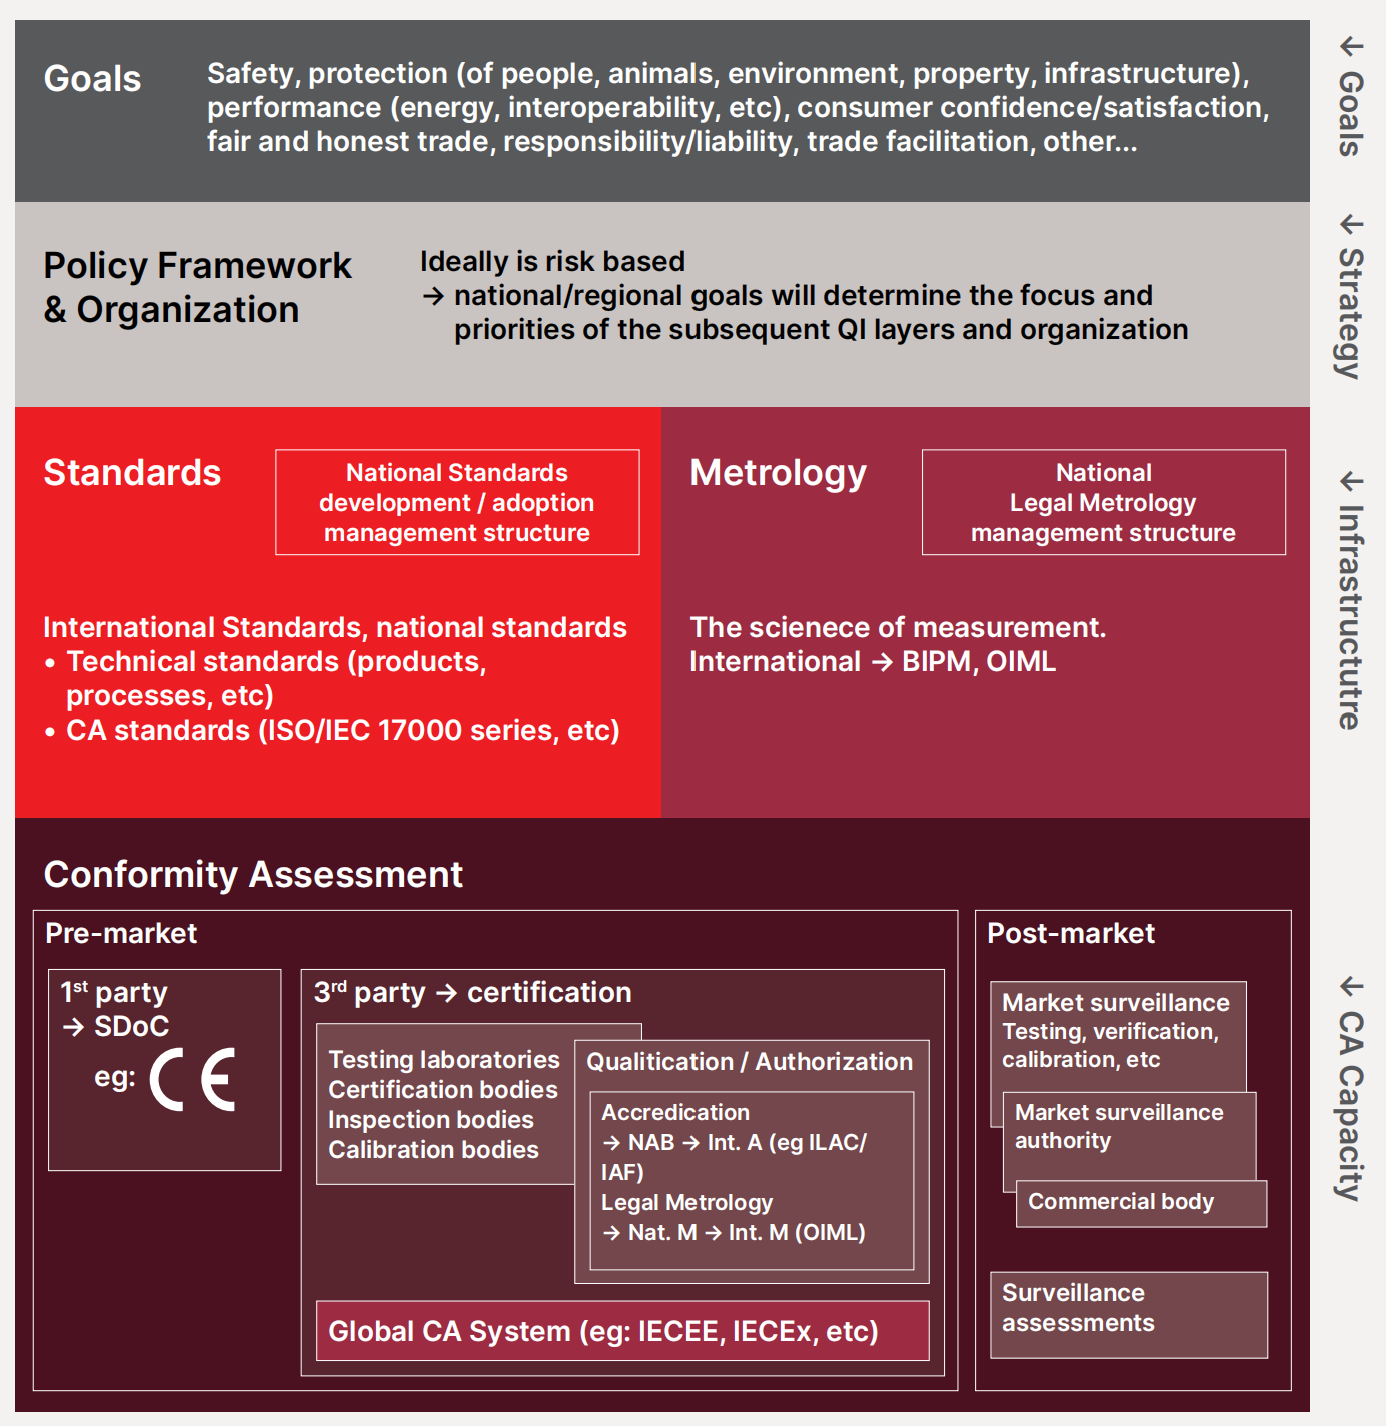 Goals
Safety, protection (of people, animals, environment, property, infrastructure),
performance (energy, interoperability, etc), consumer confidence/satisfaction,
fair and honest trade, responsibility/liability, trade facilitation, other...
← Goals
Policy Framework
& Organization
Ideally is risk based
→ national/regional goals will determine the focus and
priorities of the subsequent QI layers and organization
← Strategy
Standards
National Standards
development / adoption
management structure
International Standards, national standards
• Technical standards (products,
processes, etc)
• CA standards (ISO/IEC 17000 series, etc)
Metrology
National
Legal Metrology
management structure
The scienece of measurement.
International → BIPM, OIML
← Infrastructutre
Conformity Assessment
Pre-market
1st party
→ SDoC
eg: CE
3rd party → certification
Testing laboratories
Certification bodies
Inspection bodies
Calibration bodies
Qualitication / Authorization
Accredication
→ NAB → Int. A (eg ILAC/
IAF)
Legal Metrology
→ Nat. M → Int. M (OIML)
Global CA System (eg: IECEE, IECEx, etc)
Post-market
Market surveillance
Testing, verification,
calibration, etc
Market surveillance
authority
Commercial body
Surveillance
assessments
← CA Capacity